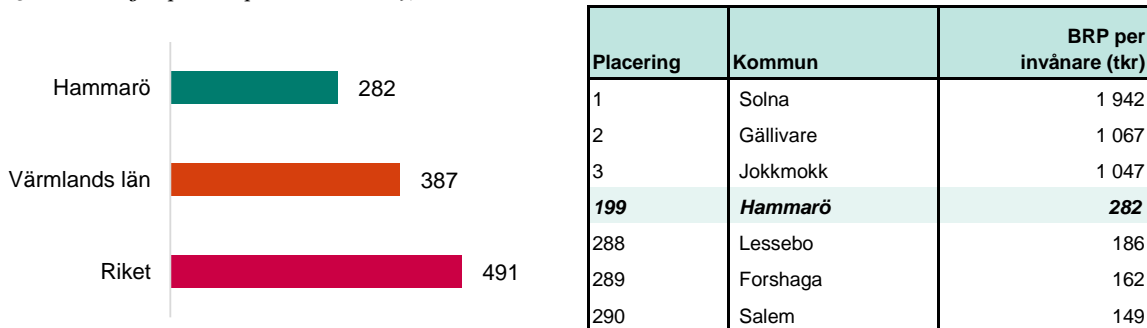 Hammarö 282
Värmlands län 387
Riket 491
Placering Kommun BRP per invånare (tkr)
1 Solna 1 942
2 Gällivare 1 067
3 Jokkmokk 1 047
199 Hammarö 282
288 Lessebo 186
289 Forshaga 162
290 Salem 149